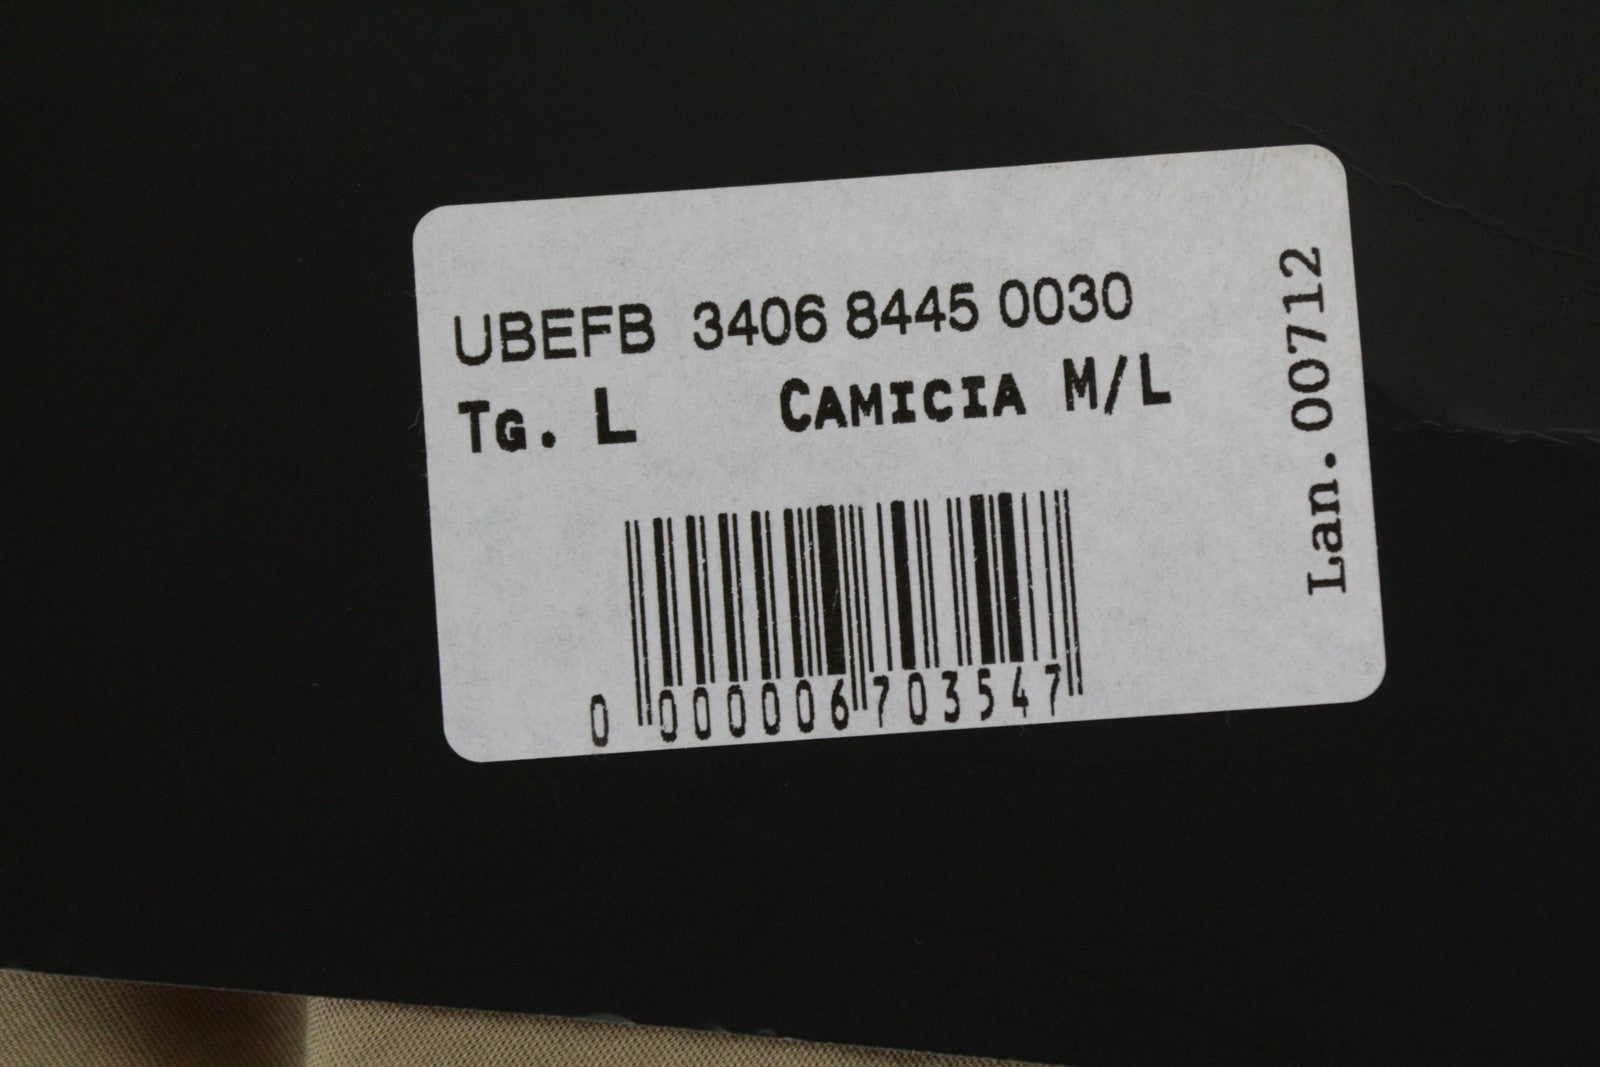 UBEFB 3406 8445 0030
TG. L CAMICIA M/L
0 000006 703547
Lan. 00712